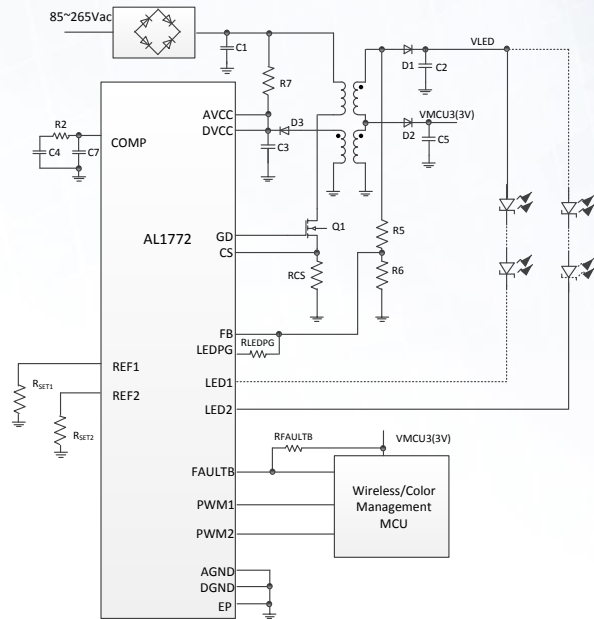 85~265Vac
C1
R7
D1
C2
VLED
AVCC
DVCC
D3
C3
D2
VMCU3(3V)
C5
R2
C4
C7
COMP
AL1772
GD
CS
Q1
RCS
R5
R6
FB
LEDPG
RLEDPG
REF1
REF2
RSET1
RSET2
LED1
LED2
RFAULTB
VMCU3(3V)
FAULTB
PWM1
PWM2
Wireless/Color
Management
MCU
AGND
DGND
EP